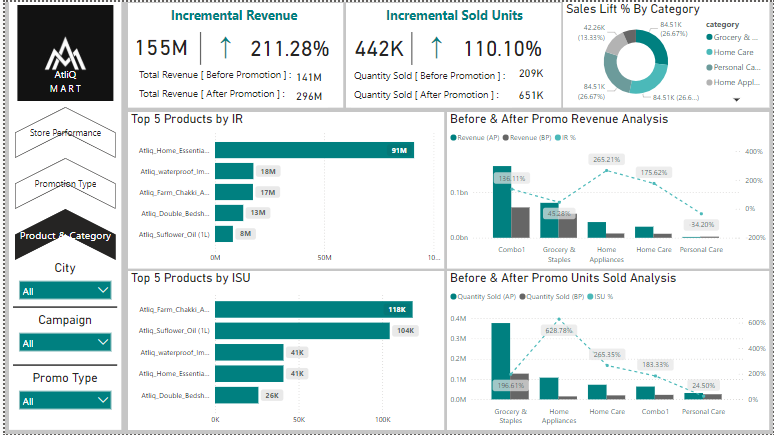 AtliQ
MART
Store Performance
Promotion Type
Product & Category
City
All
Campaign
All
Promo Type
All
Incremental Revenue
155M ↑ 211.28%
Total Revenue [ Before Promotion ] : 141M
Total Revenue [ After Promotion ] : 296M
Incremental Sold Units
442K ↑ 110.10%
Quantity Sold [ Before Promotion ] : 209K
Quantity Sold [ After Promotion ] : 651K
Sales Lift % By Category
42.26K
(13.33%)
84.51K
(26.67%)
84.51K
(26.67%)
84.51K (26.6...)
category
Grocery & ...
Home Care
Personal Ca...
Home Appl...
Top 5 Products by IR
Atliq_Home_Essentia... 91M
Atliq_waterproof_Im... 18M
Atliq_Farm_Chakki_A... 17M
Atliq_Double_Bedsh... 13M
Atliq_Suflower_Oil (1L) 8M
0M 50M 10...
Before & After Promo Revenue Analysis
Revenue (AP) Revenue (BP) IR %
400%
200%
0%
200%
0.1bn
0.0bn
136.11%
45.28%
265.21%
175.62%
-34.20%
Combo1
Grocery &
Staples
Home
Appliances
Home Care
Personal Care
Top 5 Products by ISU
Atliq_Farm_Chakki_A... 118K
Atliq_Suflower_Oil (1L) 104K
Atliq_waterproof_Im... 41K
Atliq_Home_Essentia... 41K
Atliq_Double_Bedsh... 26K
0K 50K 100K
Before & After Promo Units Sold Analysis
Quantity Sold (AP) Quantity Sold (BP) ISU %
0.4M
0.3M
0.2M
0.1M
0.0M
600%
400%
200%
0%
196.61%
628.78%
265.35%
183.33%
24.50%
Grocery &
Staples
Home
Appliances
Home Care
Combo1
Personal Care